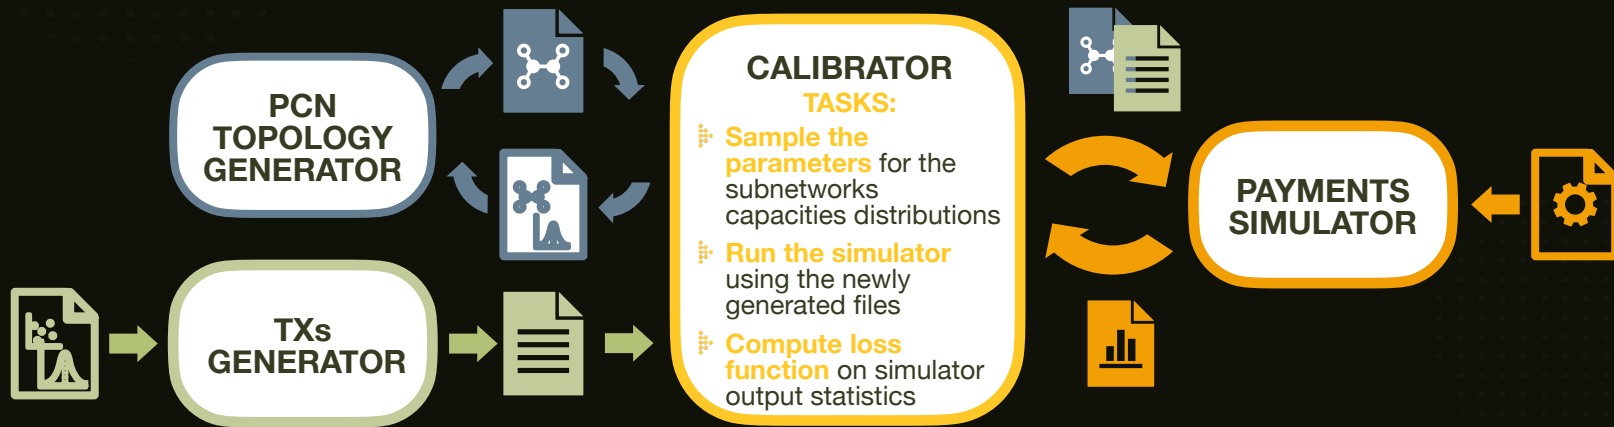 PCN
TOPOLOGY
GENERATOR
TXs
GENERATOR
CALIBRATOR
TASKS:
Sample the
parameters for the
subnetworks
capacities distributions
Run the simulator
using the newly
generated files
Compute loss
function on simulator
output statistics
PAYMENTS
SIMULATOR